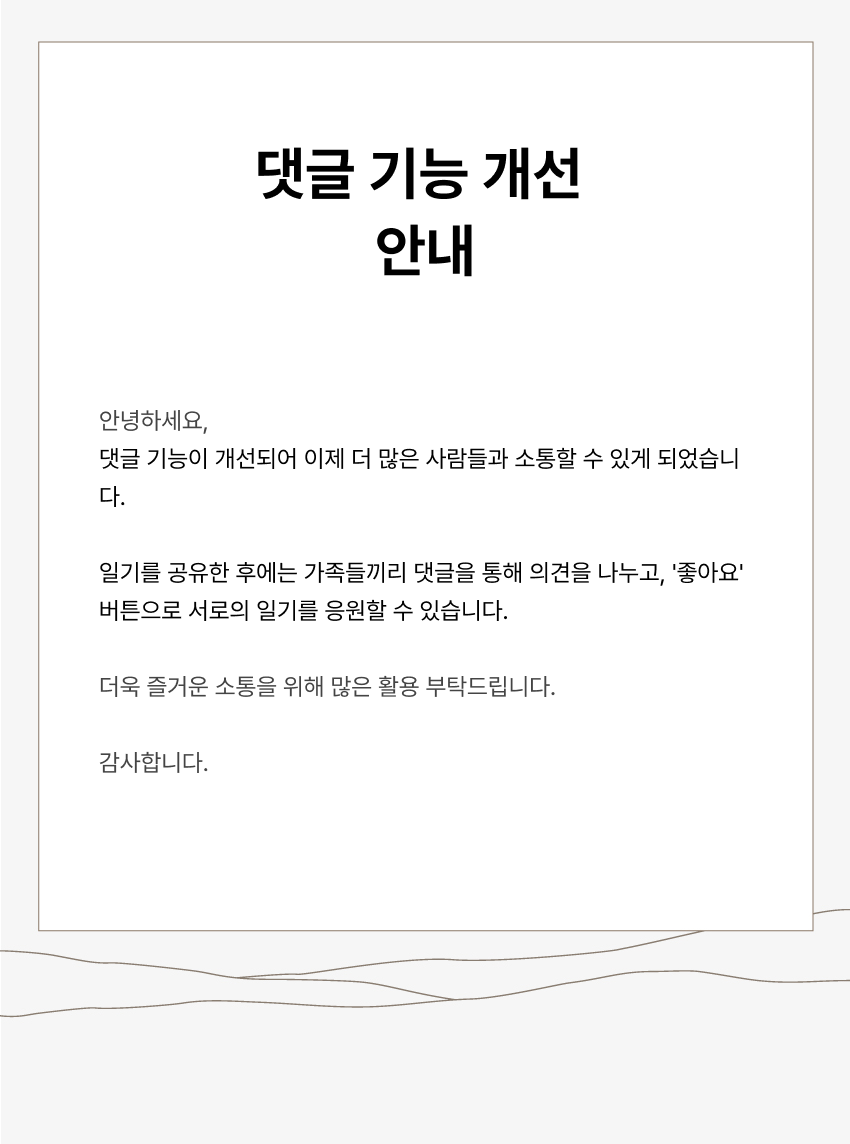 댓글 기능 개선
안내
안녕하세요,
댓글 기능이 개선되어 이제 더 많은 사람들과 소통할 수 있게 되었습니
다.
일기를 공유한 후에는 가족들끼리 댓글을 통해 의견을 나누고, '좋아요'
버튼으로 서로의 일기를 응원할 수 있습니다.
더욱 즐거운 소통을 위해 많은 활용 부탁드립니다.
감사합니다.